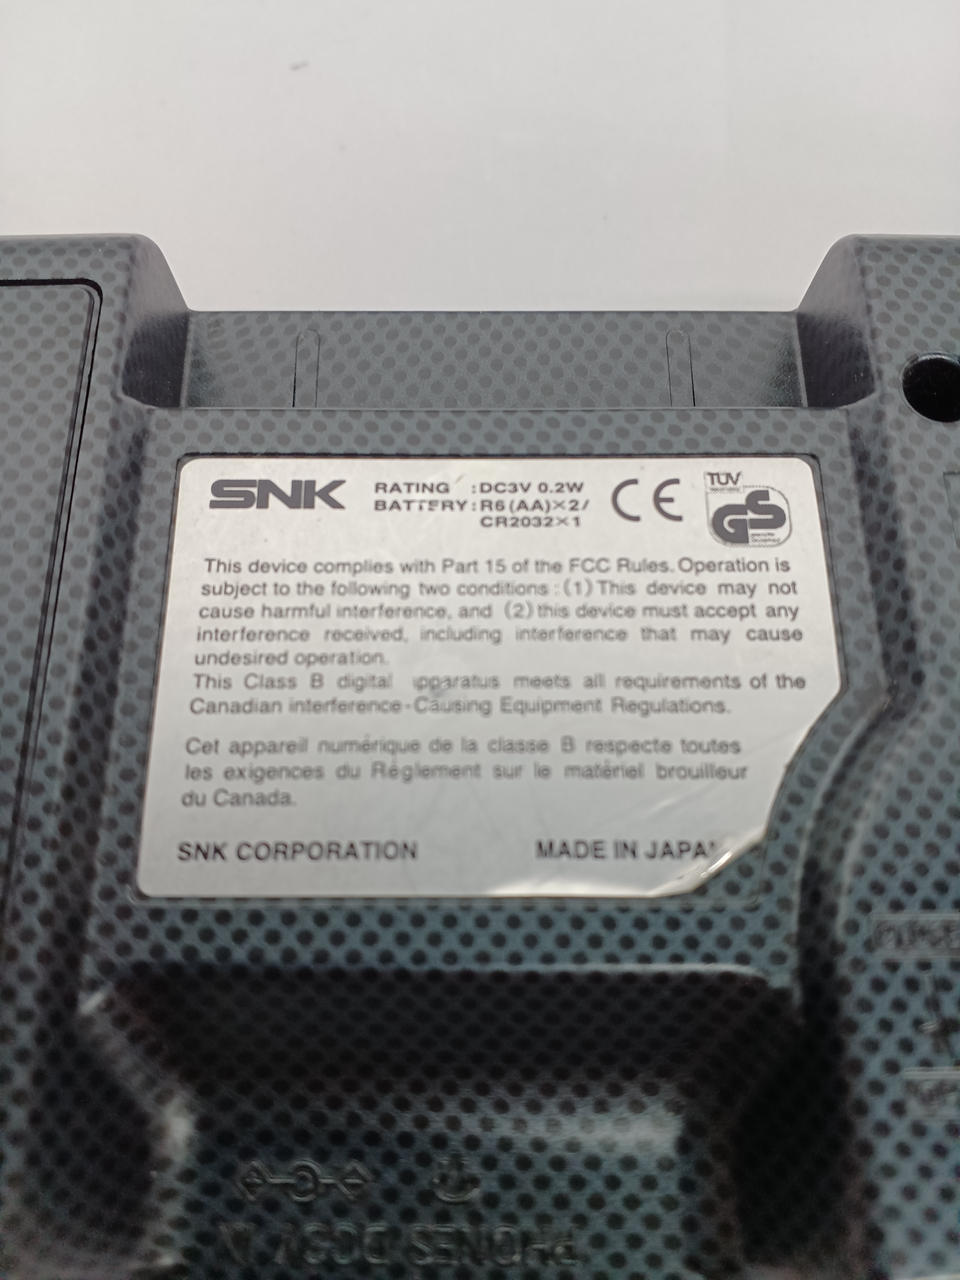 SNK
RATING :DC3V 0.2W
BATTERY:R6(AA)×2/
CR2032×1
CE
TÜV
GS
This device complies with Part 15 of the FCC Rules. Operation is
subject to the following two conditions : (1) This device may not
cause harmful interference, and (2) this device must accept any
interference received, including interference that may cause
undesired operation.
This Class B digital apparatus meets all requirements of the
Canadian interference-Causing Equipment Regulations.
Cet appareil numérique de la classe B respecte toutes
les exigences du Règlement sur le matériel brouilleur
du Canada.
SNK CORPORATION
MADE IN JAPAN
PHONES DC3V IN